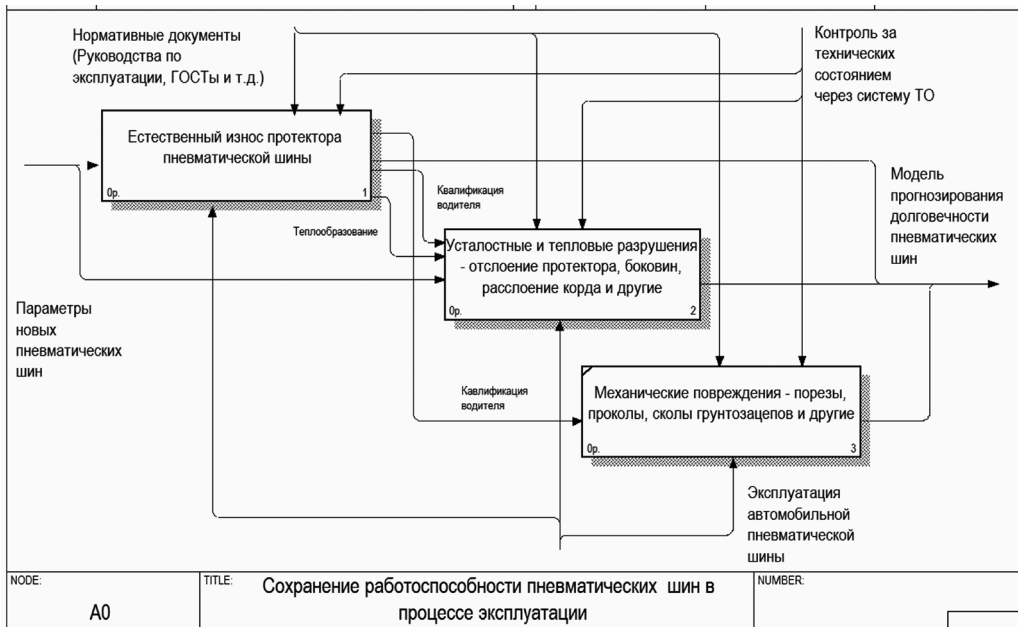 Нормативные документы
(Руководства по
эксплуатации, ГОСТы и т.д.)
Контроль за
технических
состоянием
через систему ТО
Естественный износ протектора
пневматической шины
0р.
1
Квалификация
водителя
Теплообразование
Модель
прогнозирования
долговечности
пневматических
шин
Усталостные и тепловые разрушения
- отслоение протектора, боковин,
расслоение корда и другие
0р.
2
Параметры
новых
пневматических
шин
Кавлификация
водителя
Механические повреждения - порезы,
проколы, сколы грунтозацепов и другие
0р.
3
Эксплуатация
автомобильной
пневматической
шины
NODE:
A0
TITLE:
Сохранение работоспособности пневматических шин в
процессе эксплуатации
NUMBER: